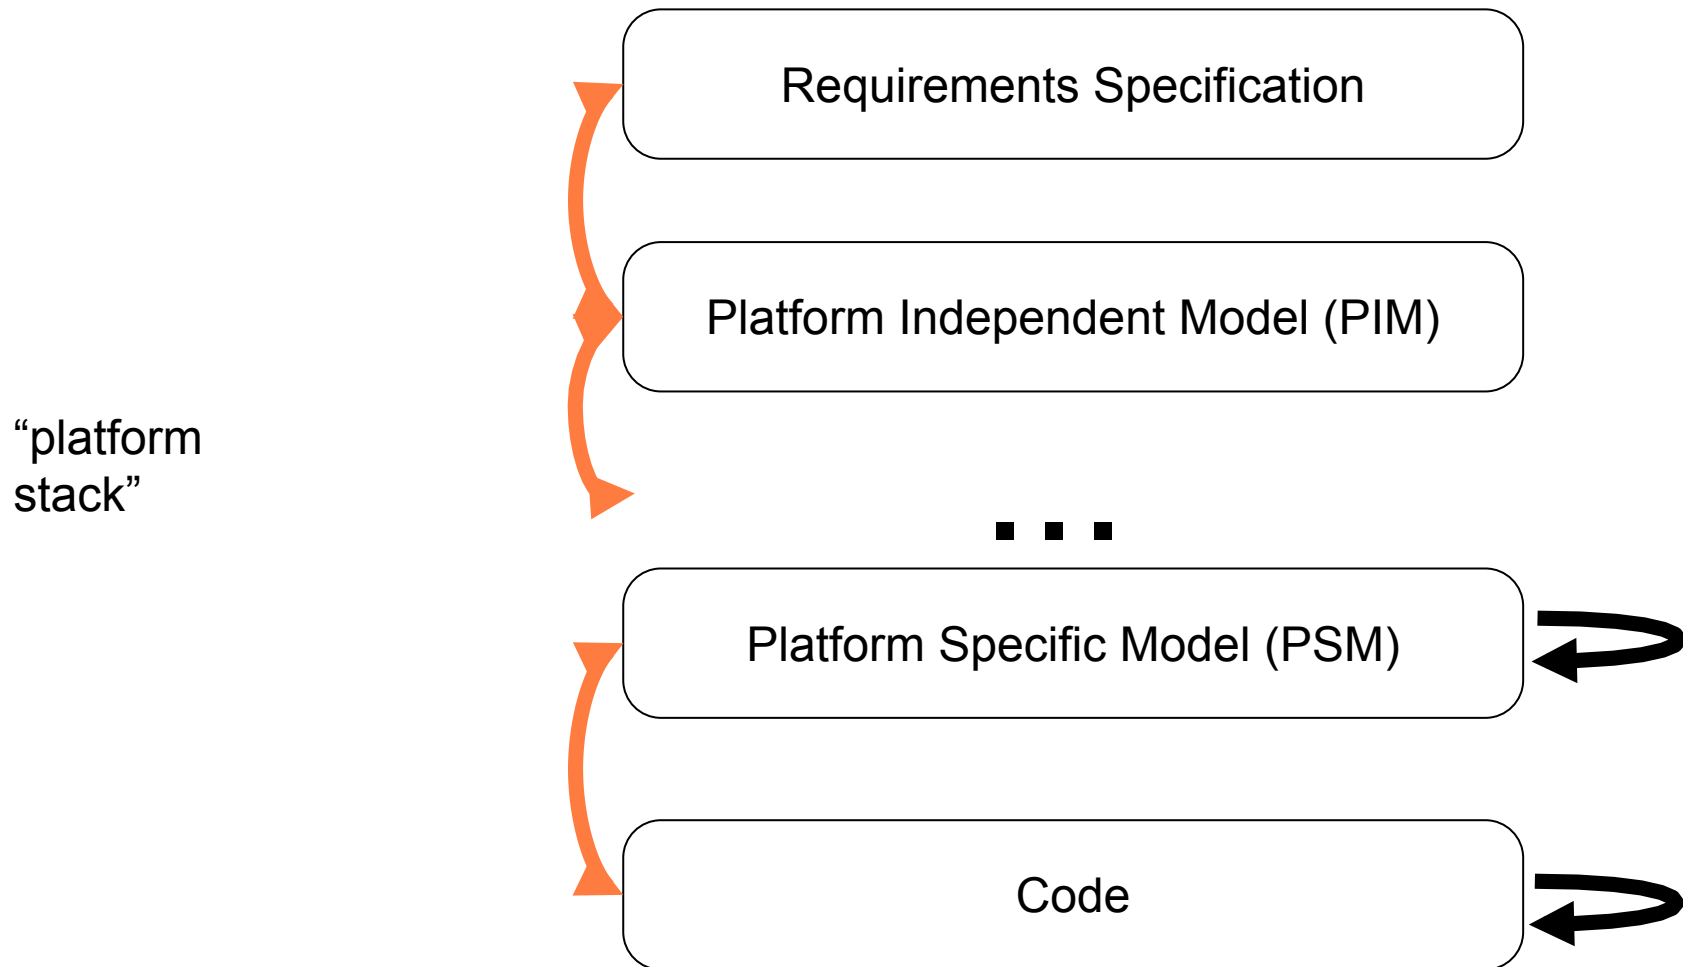 Requirements Specification
Platform Independent Model (PIM)
“platform
stack”
...
Platform Specific Model (PSM)
Code